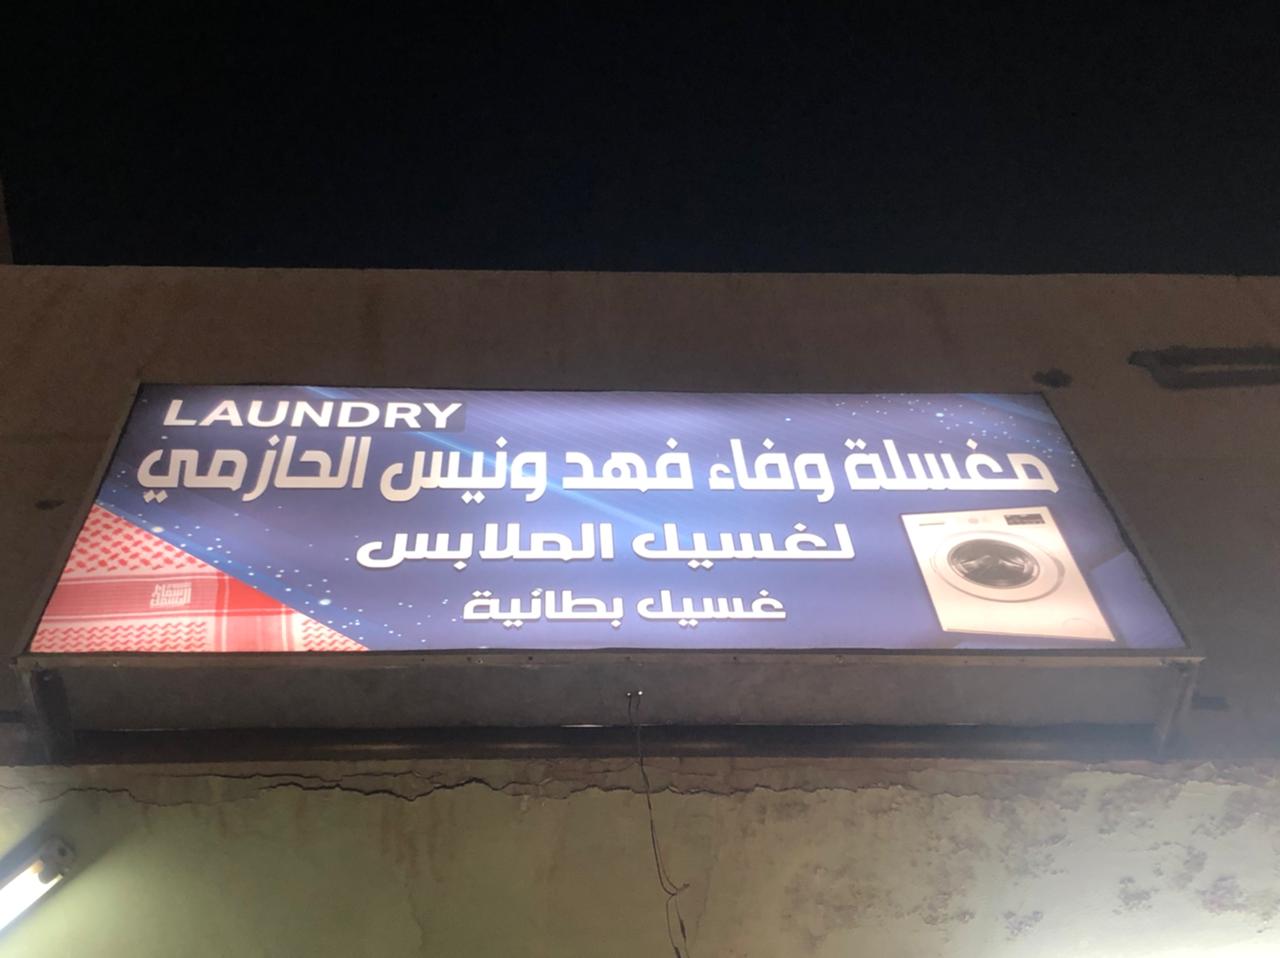 LAUNDRY
مغسلة وفاء فهد ونيس الحازمي
لغسيل الملابس
غسيل بطانية